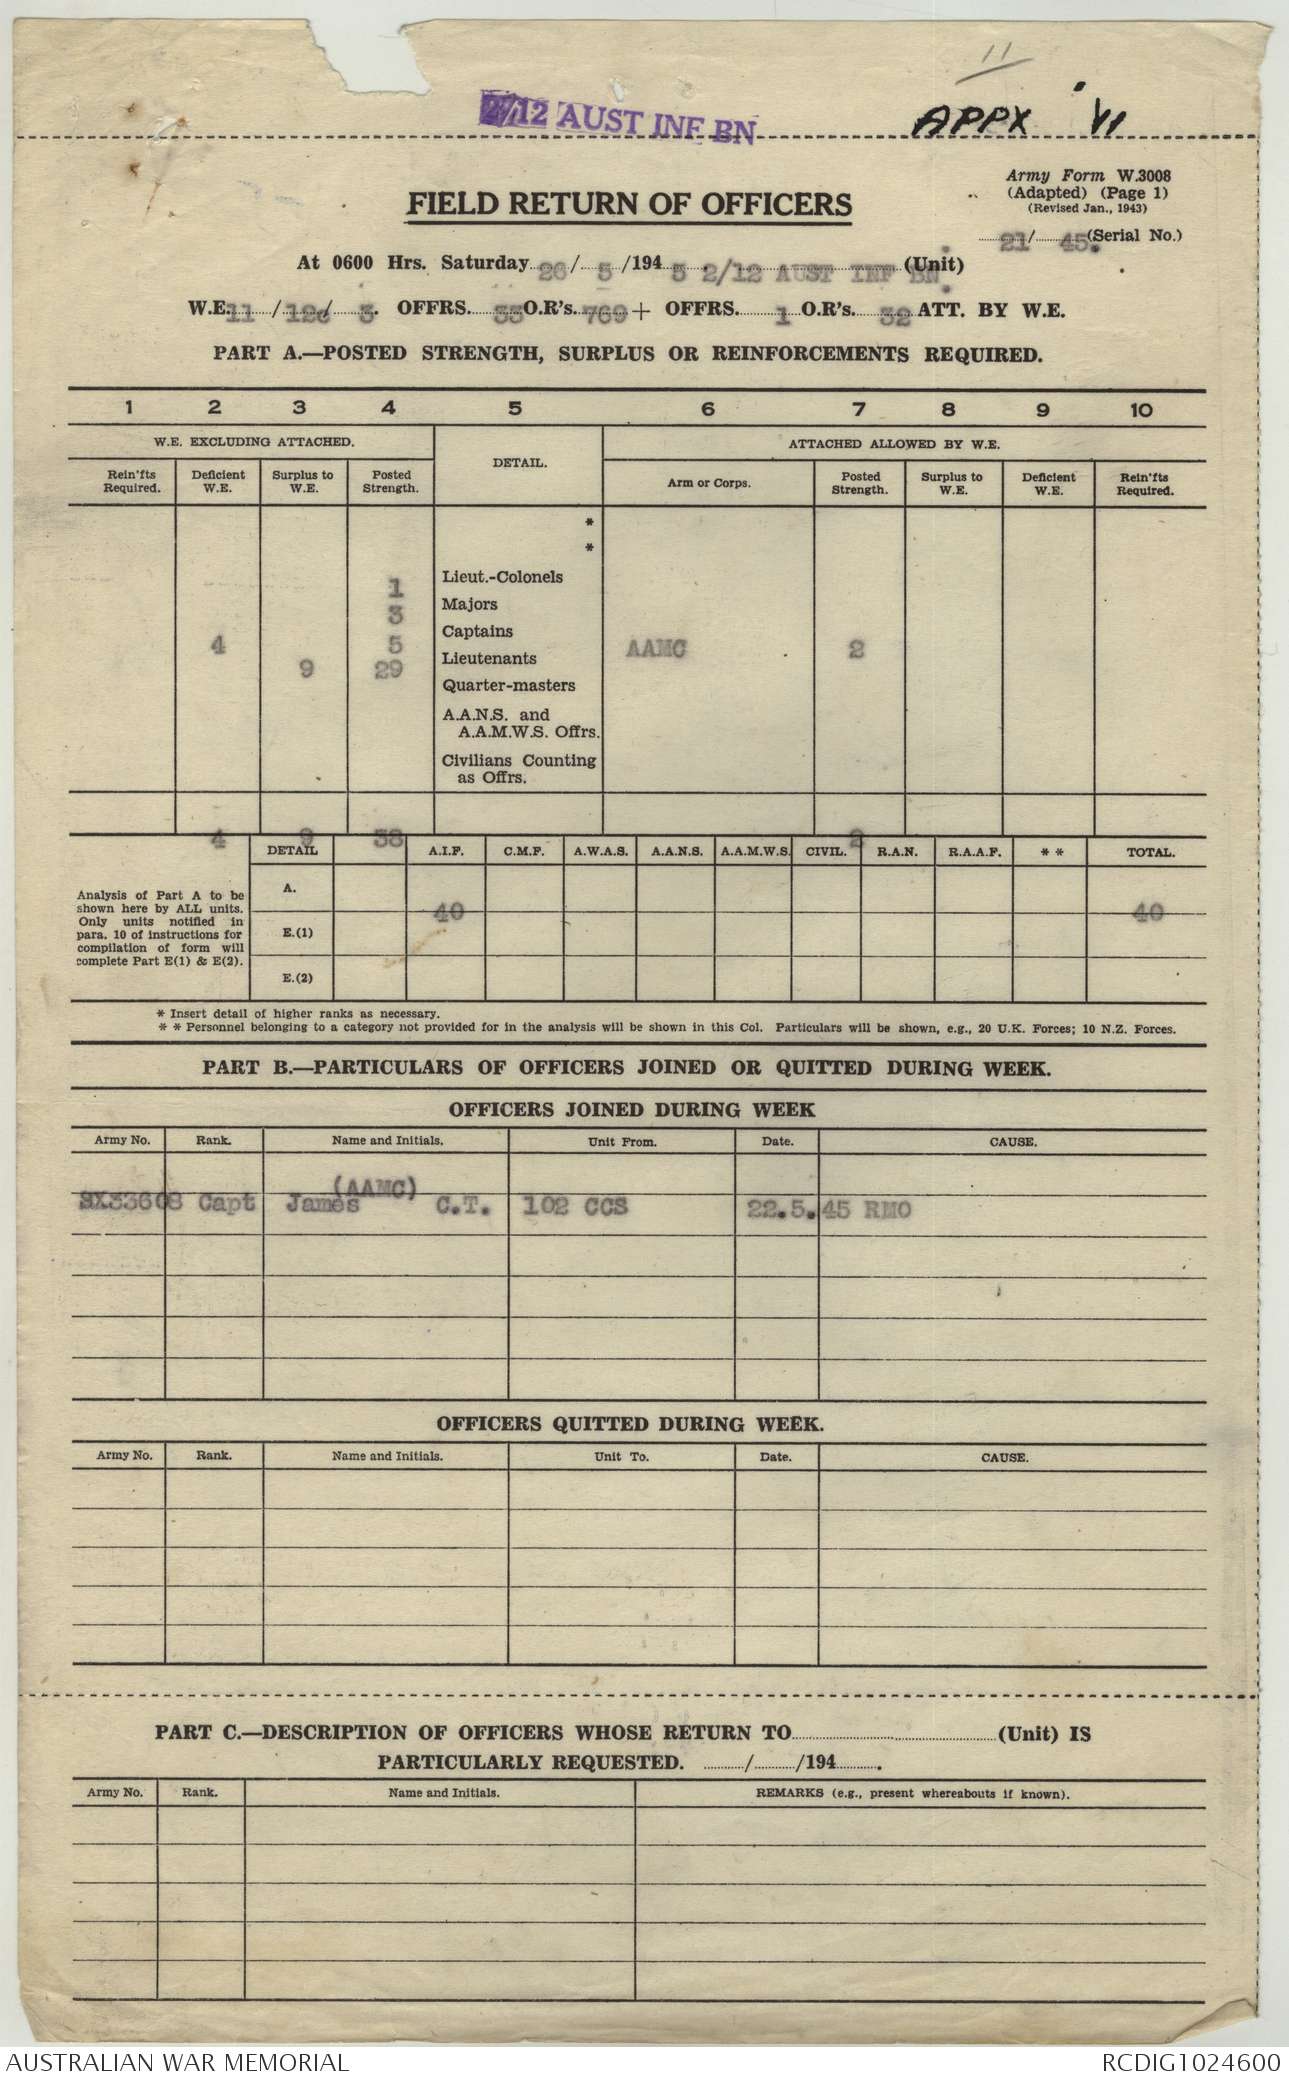 11
2/12 AUST INF BN
APPX VI
Army Form W.3008
(Adapted) (Page 1)
(Revised Jan., 1943)
FIELD RETURN OF OFFICERS
21/ 45. (Serial No.)
At 0600 Hrs. Saturday 26/ 5 /194 5 2/12 AUST INF BN. (Unit)
W.E. 11 / 12c / 3. OFFRS. 33 O.R's. 769 + OFFRS. 1 O.R's. 32 ATT. BY W.E.
PART A.—POSTED STRENGTH, SURPLUS OR REINFORCEMENTS REQUIRED.
1 2 3 4 5 6 7 8 9 10
W.E. EXCLUDING ATTACHED. DETAIL. ATTACHED ALLOWED BY W.E.
Rein'fts Required. Deficient W.E. Surplus to W.E. Posted Strength. Arm or Corps. Posted Strength. Surplus to W.E. Deficient W.E. Rein'fts Required.
*
*
1 Lieut.-Colonels
3 Majors
4 5 Captains AAMC 2
9 29 Lieutenants
Quarter-masters
A.A.N.S. and
A.A.M.W.S. Offrs.
Civilians Counting
as Offrs.
4 9 38 2
DETAIL A.I.F. C.M.F. A.W.A.S. A.A.N.S. A.A.M.W.S. CIVIL. R.A.N. R.A.A.F. * * TOTAL.
Analysis of Part A to be
shown here by ALL units.
Only units notified in
para. 10 of instructions for
compilation of form will
complete Part E(1) & E(2).
A.
40 40
E.(1)
E.(2)
* Insert detail of higher ranks as necessary.
* * Personnel belonging to a category not provided for in the analysis will be shown in this Col. Particulars will be shown, e.g., 20 U.K. Forces; 10 N.Z. Forces.
PART B.—PARTICULARS OF OFFICERS JOINED OR QUITTED DURING WEEK.
OFFICERS JOINED DURING WEEK
Army No. Rank. Name and Initials. Unit From. Date. CAUSE.
(AAMC)
SX33608 Capt James C.T. 102 CCS 22.5.45 RMO
OFFICERS QUITTED DURING WEEK.
Army No. Rank. Name and Initials. Unit To. Date. CAUSE.
PART C.—DESCRIPTION OF OFFICERS WHOSE RETURN TO (Unit) IS
PARTICULARLY REQUESTED. / /194 .
Army No. Rank. Name and Initials. REMARKS (e.g., present whereabouts if known).
AUSTRALIAN WAR MEMORIAL RCDIG1024600